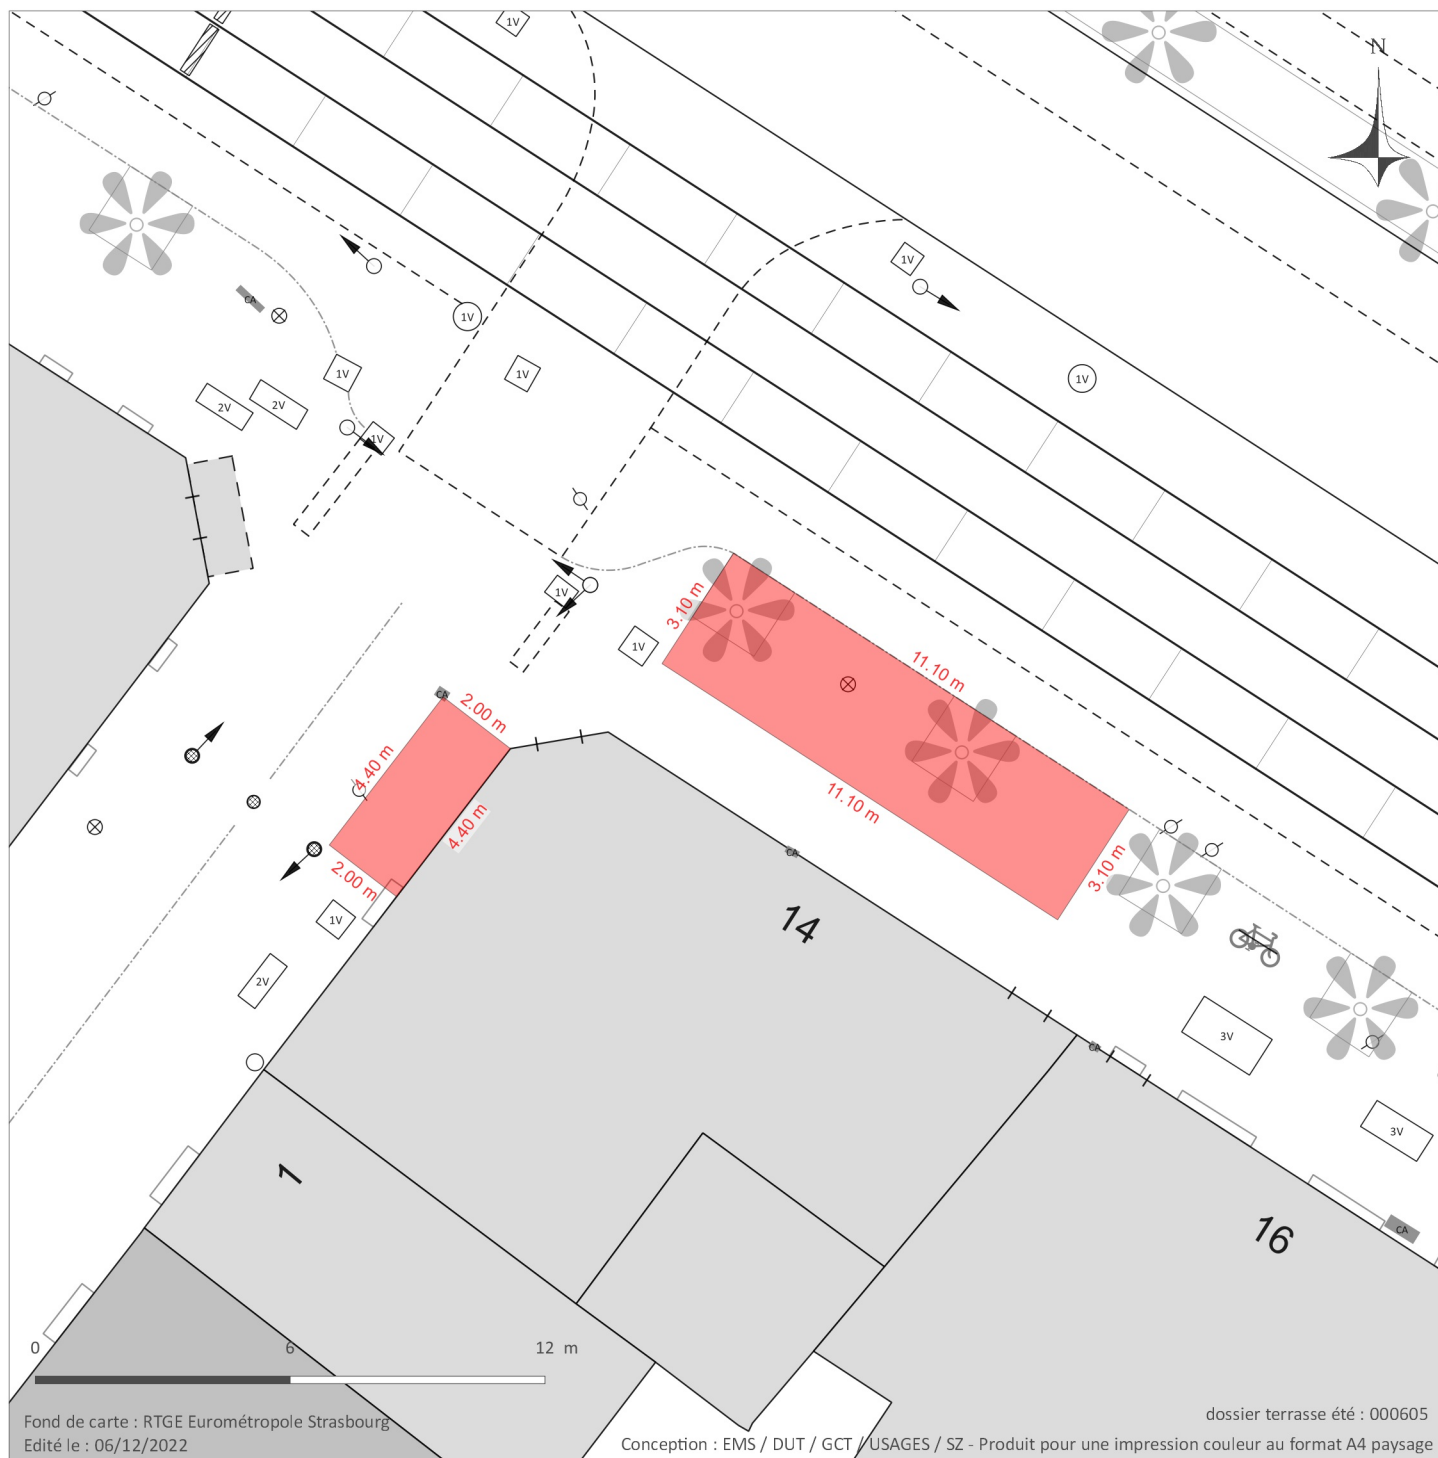 1V
N
1V
CA
1V
1V
1V
1V
2V
2V
1V
1V
3.10 m
1V
11.10 m
CA
2.00 m
4.40 m
11.10 m
4.40 m
CA
2.00 m
3.10 m
1V
14
2V
3V
CA
3V
1
16
CA
0 6 12 m
Fond de carte : RTGE Eurométropole Strasbourg
Edité le : 06/12/2022
dossier terrasse été : 000605
Conception : EMS / DUT / GCT / USAGES / SZ - Produit pour une impression couleur au format A4 paysage